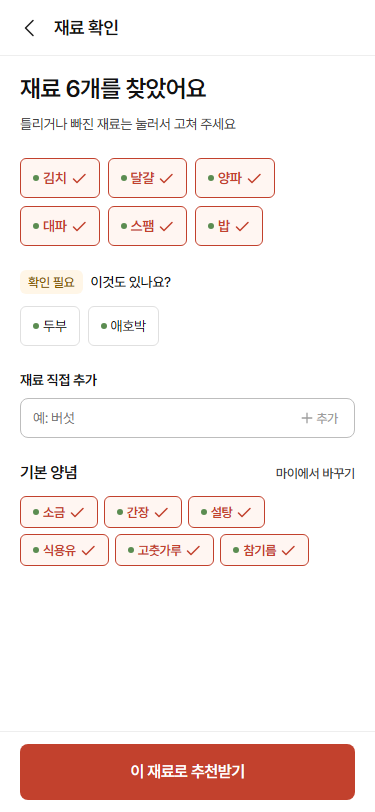 재료 확인
재료 6개를 찾았어요
틀리거나 빠진 재료는 눌러서 고쳐 주세요
김치 달걀 양파
대파 스팸 밥
확인 필요 이것도 있나요?
두부 애호박
재료 직접 추가
예: 버섯 추가
기본 양념 마이에서 바꾸기
소금 간장 설탕
식용유 고춧가루 참기름
이 재료로 추천받기